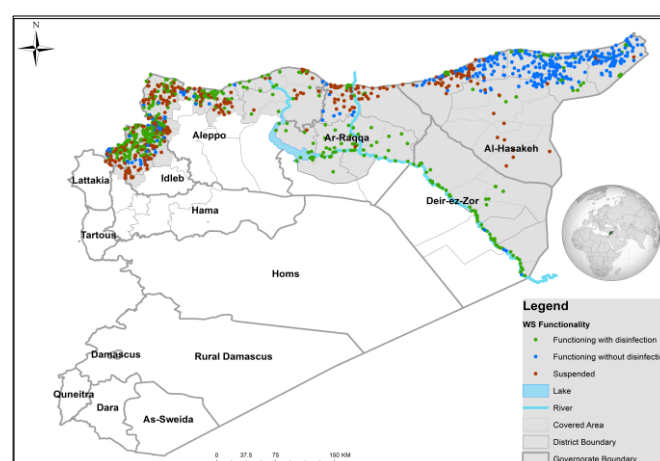 N
Aleppo
Ar-Raqqa
Al-Hasakeh
Lattakia
Idleb
Deir-ez-Zor
Hama
Tartous
Homs
Legend
WS Functionality
Functioning with disinfection
Functioning without disinfectio
Suspended
Lake
River
Covered Area
District Boundary
Governorate Boundary
Damascus
Rural Damascus
Quneitra
Dara
As-Sweida
0 37.5 75 150 KM